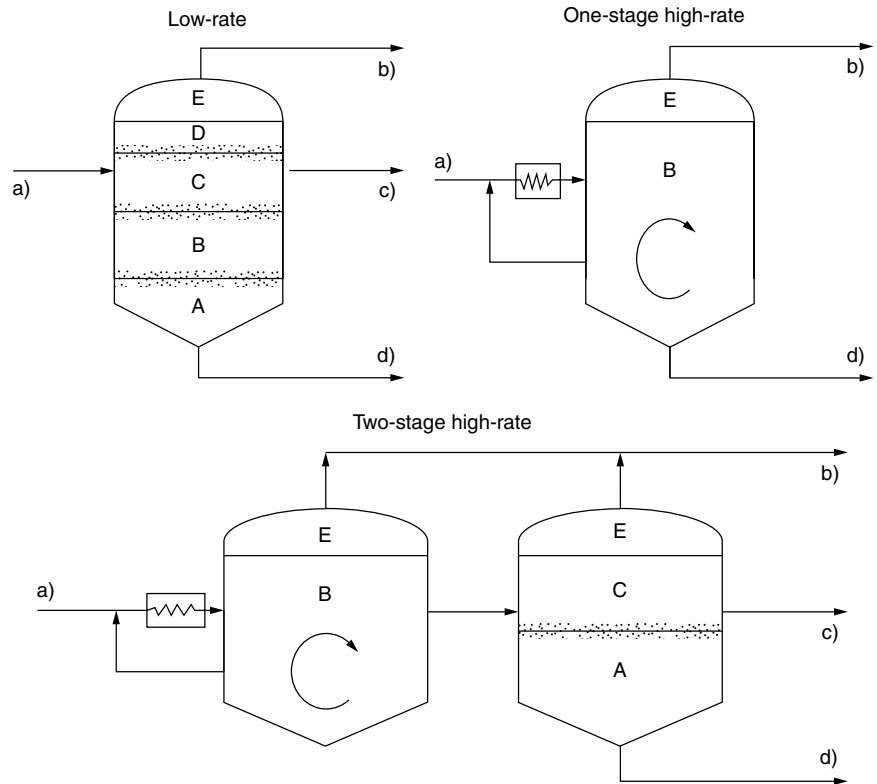 Low-rate
b)
E
D
a)
C
c)
B
A
d)
One-stage high-rate
b)
E
a)
B
d)
Two-stage high-rate
b)
E
E
a)
B
C
c)
A
d)